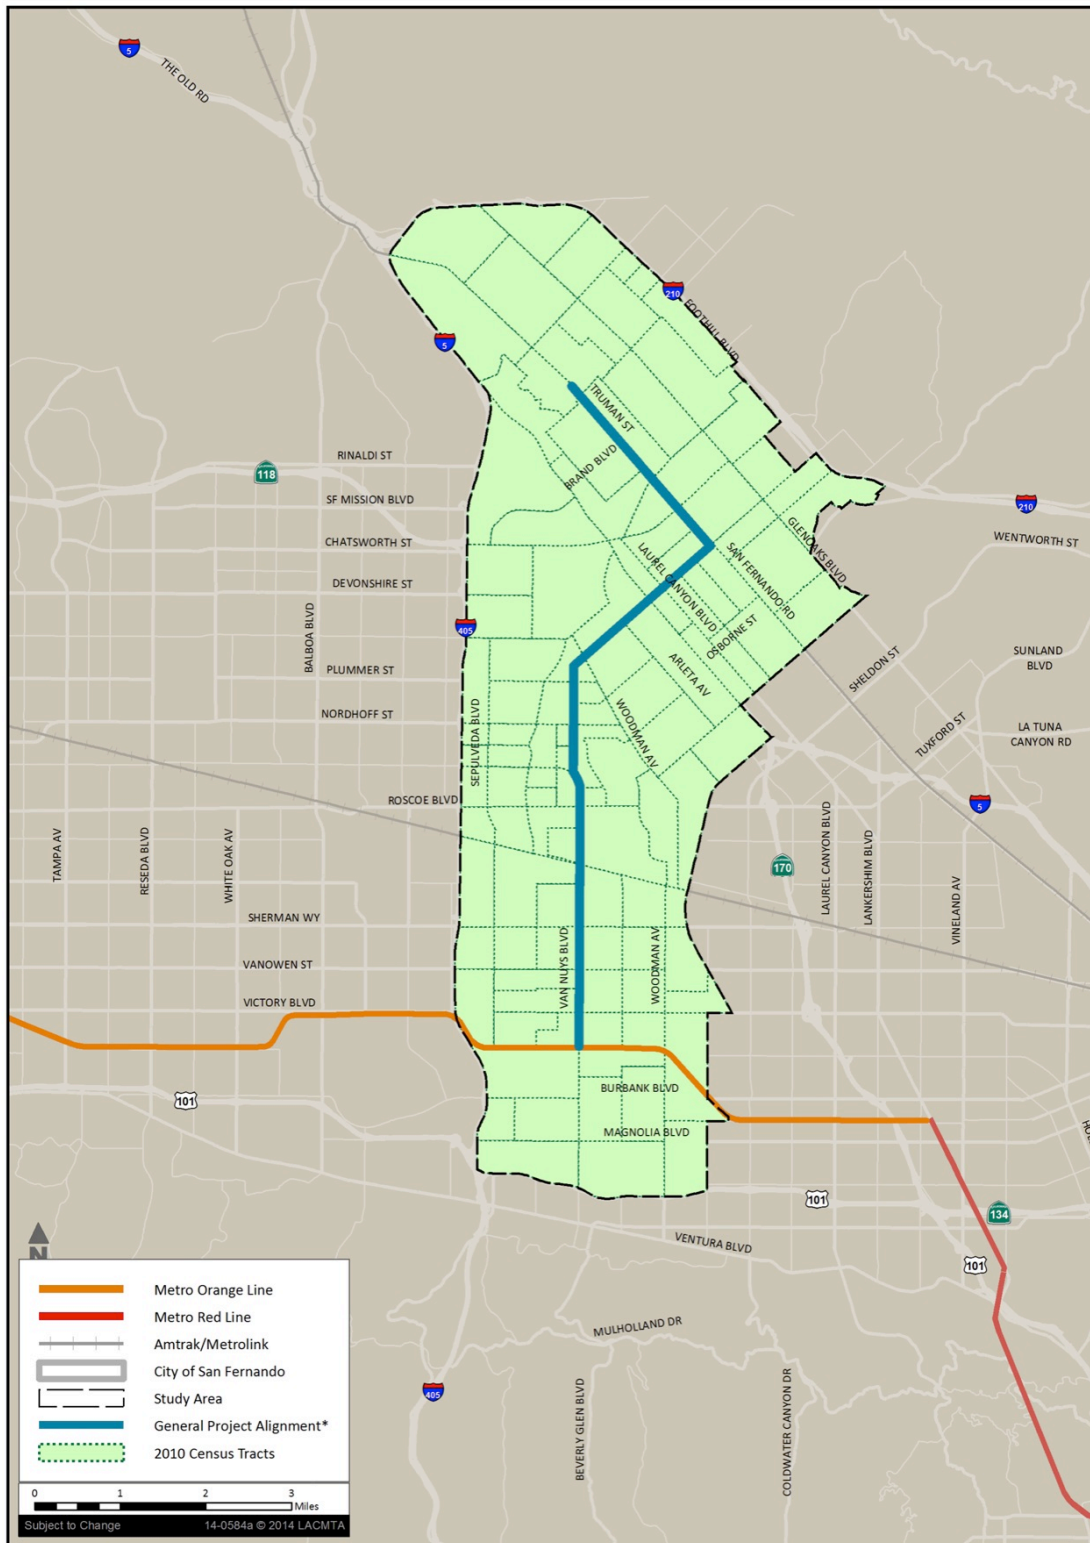 5
THE OLD RD
210
FOOTHILL BLVD
5
TRUMAN ST
BRAND BLVD
RINALDI ST
118
SF MISSION BLVD
210
GLENOAKS BLVD
WENTWORTH ST
CHATSWORTH ST
LAUREL CANYON BLVD
SAN FERNANDO RD
DEVONSHIRE ST
405
BALBOA BLVD
OSBORNE ST
SUNLAND
BLVD
PLUMMER ST
ARLETA AV
SHELDON ST
NORDHOFF ST
SEPULVEDA BLVD
WOODMAN AV
TUXFORD ST
LA TUNA
CANYON RD
ROSCOE BLVD
5
TAMPA AV
RESEDA BLVD
WHITE OAK AV
170
LAUREL CANYON BLVD
LANKERSHIM BLVD
VINELAND AV
SHERMAN WY
VAN NUYS BLVD
WOODMAN AV
VANOWEN ST
VICTORY BLVD
101
BURBANK BLVD
MAGNOLIA BLVD
101
134
VENTURA BLVD
101
N
MULHOLLAND DR
405
BEVERLY GLEN BLVD
COLDWATER CANYON DR
Metro Orange Line
Metro Red Line
Amtrak/Metrolink
City of San Fernando
Study Area
General Project Alignment*
2010 Census Tracts
0 1 2 3
Miles
Subject to Change 14-0584a © 2014 LACMTA